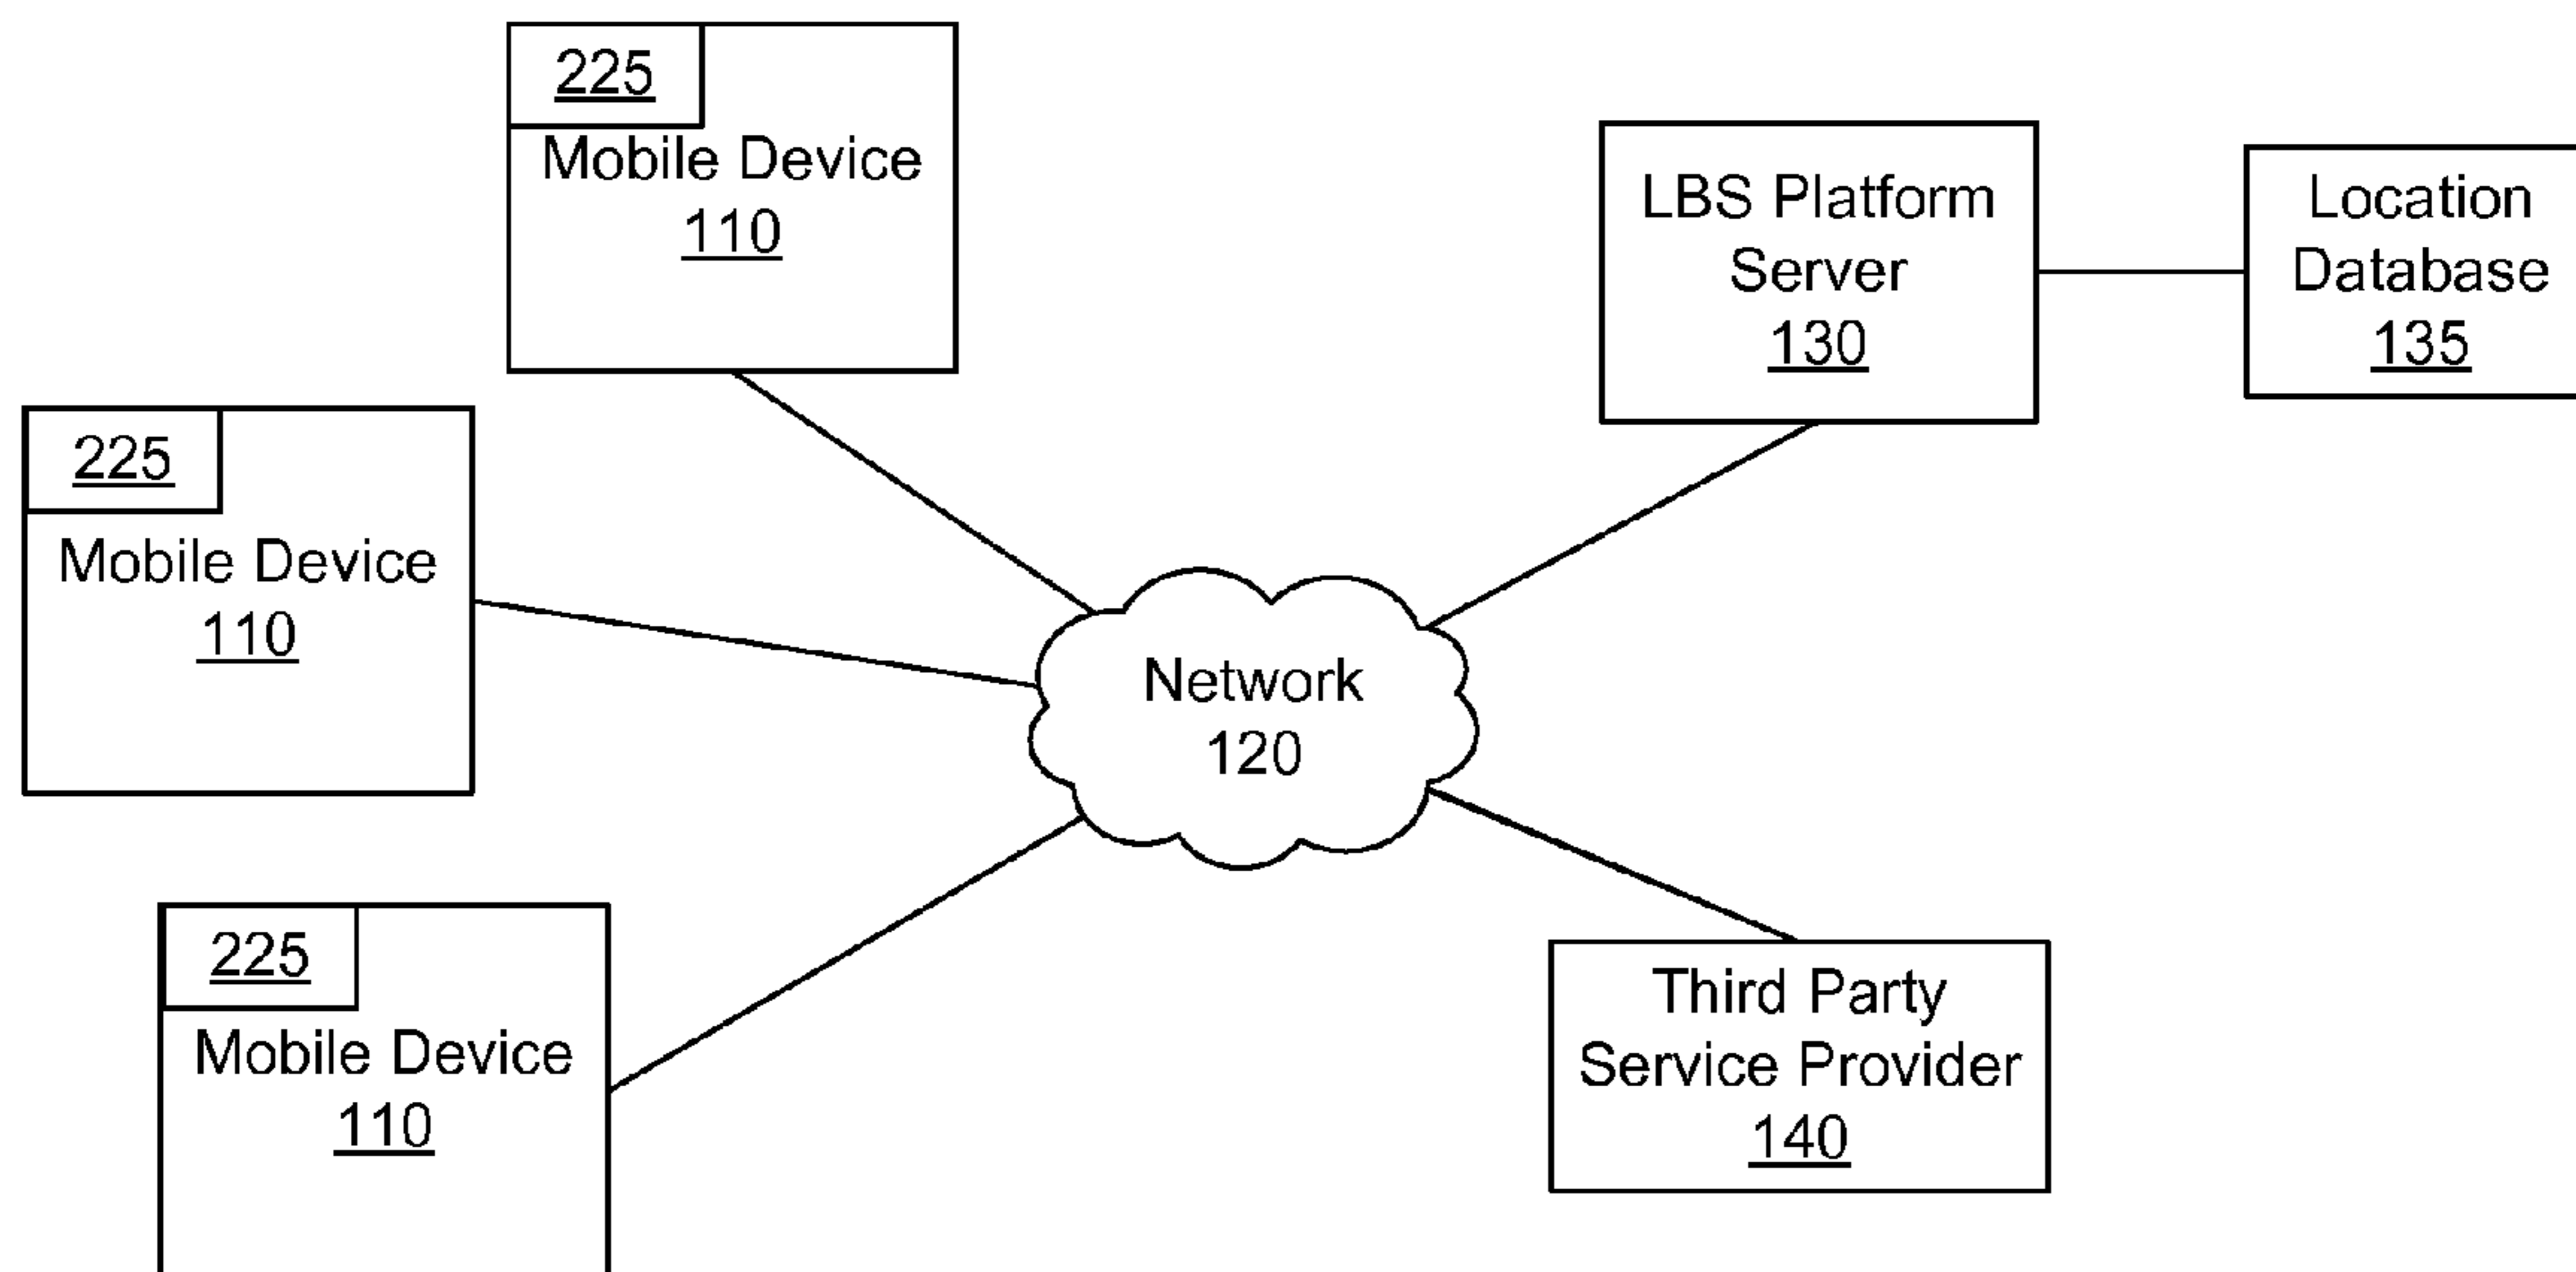 225
Mobile Device
110
LBS Platform
Server
130
Location
Database
135
225
Mobile Device
110
Network
120
225
Mobile Device
110
Third Party
Service Provider
140